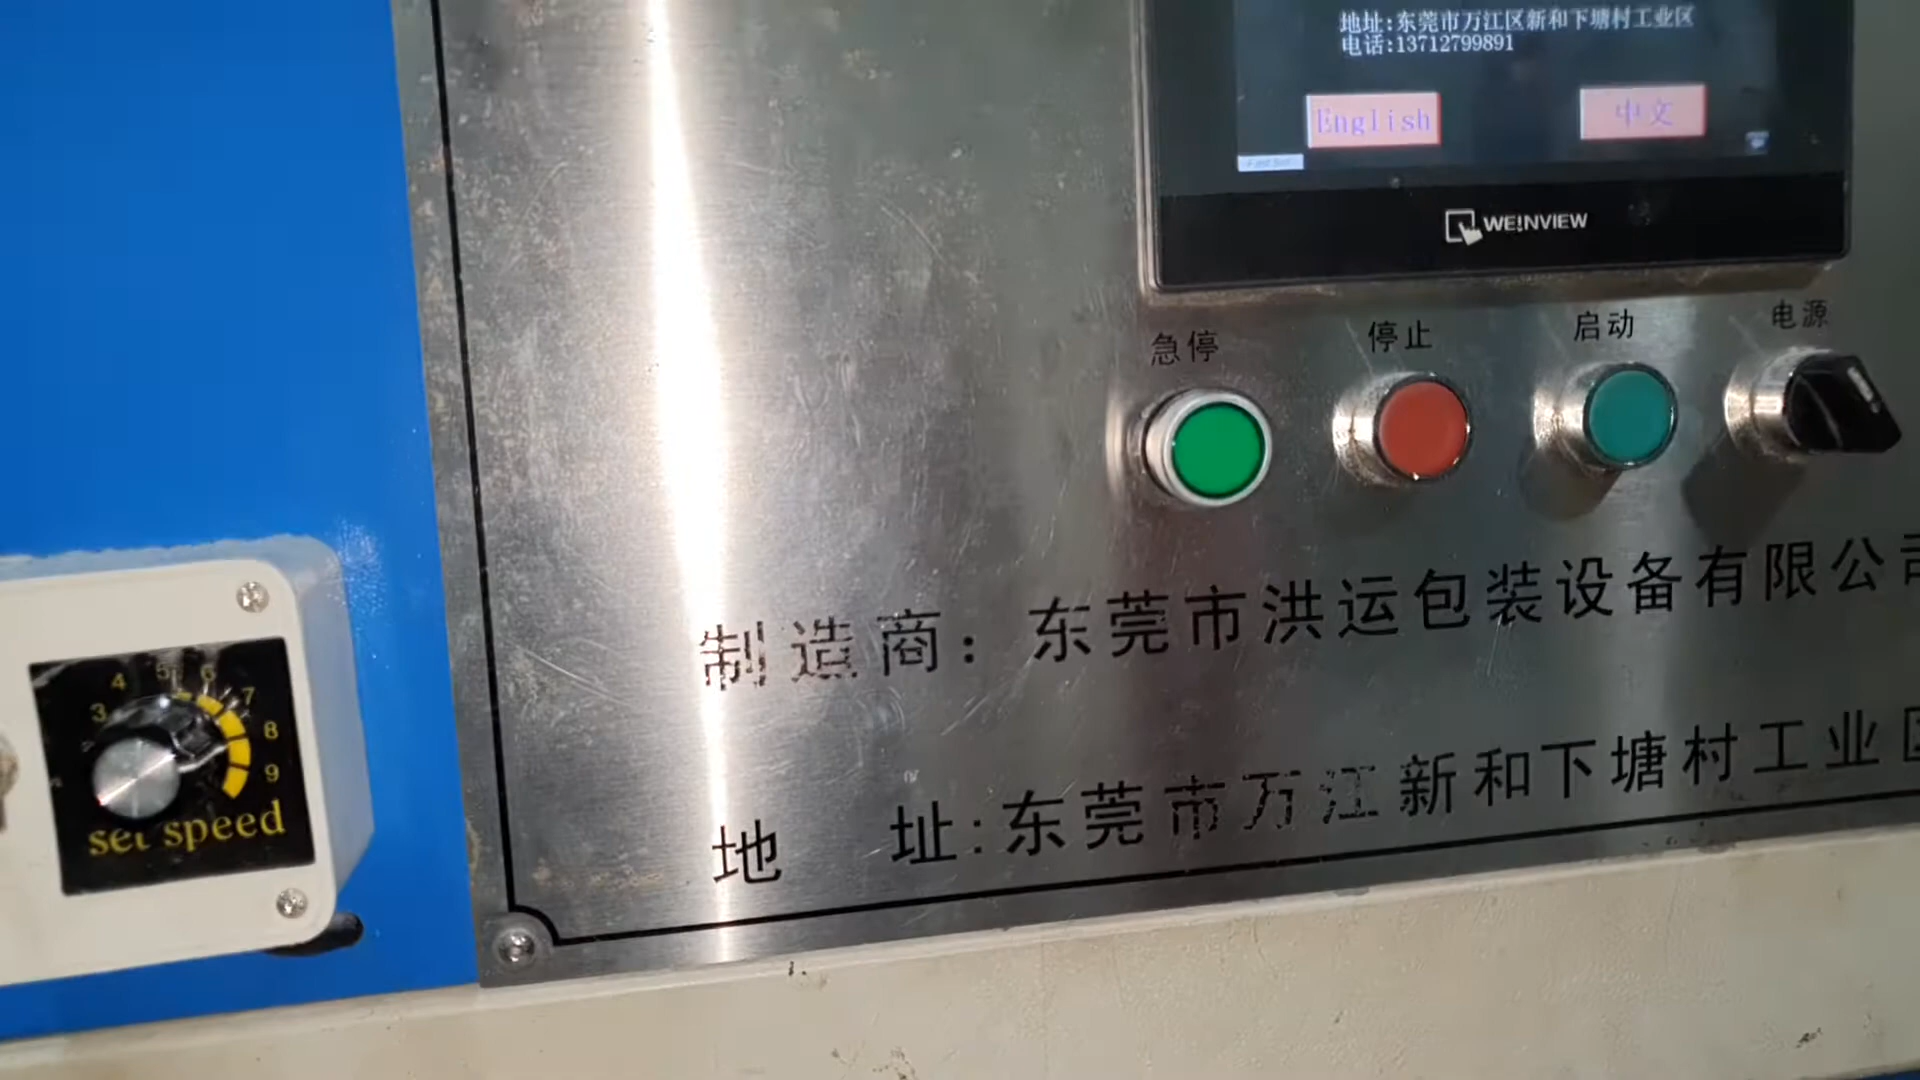 地址:东莞市万江区新和下塘村工业区
电话:13712799891
English
中文
WEINVIEW
急停
停止
启动
电源
制造商：东莞市洪运包装设备有限公司
地 址:东莞市万江新和下塘村工业区
3
4
5
6
7
8
9
set speed